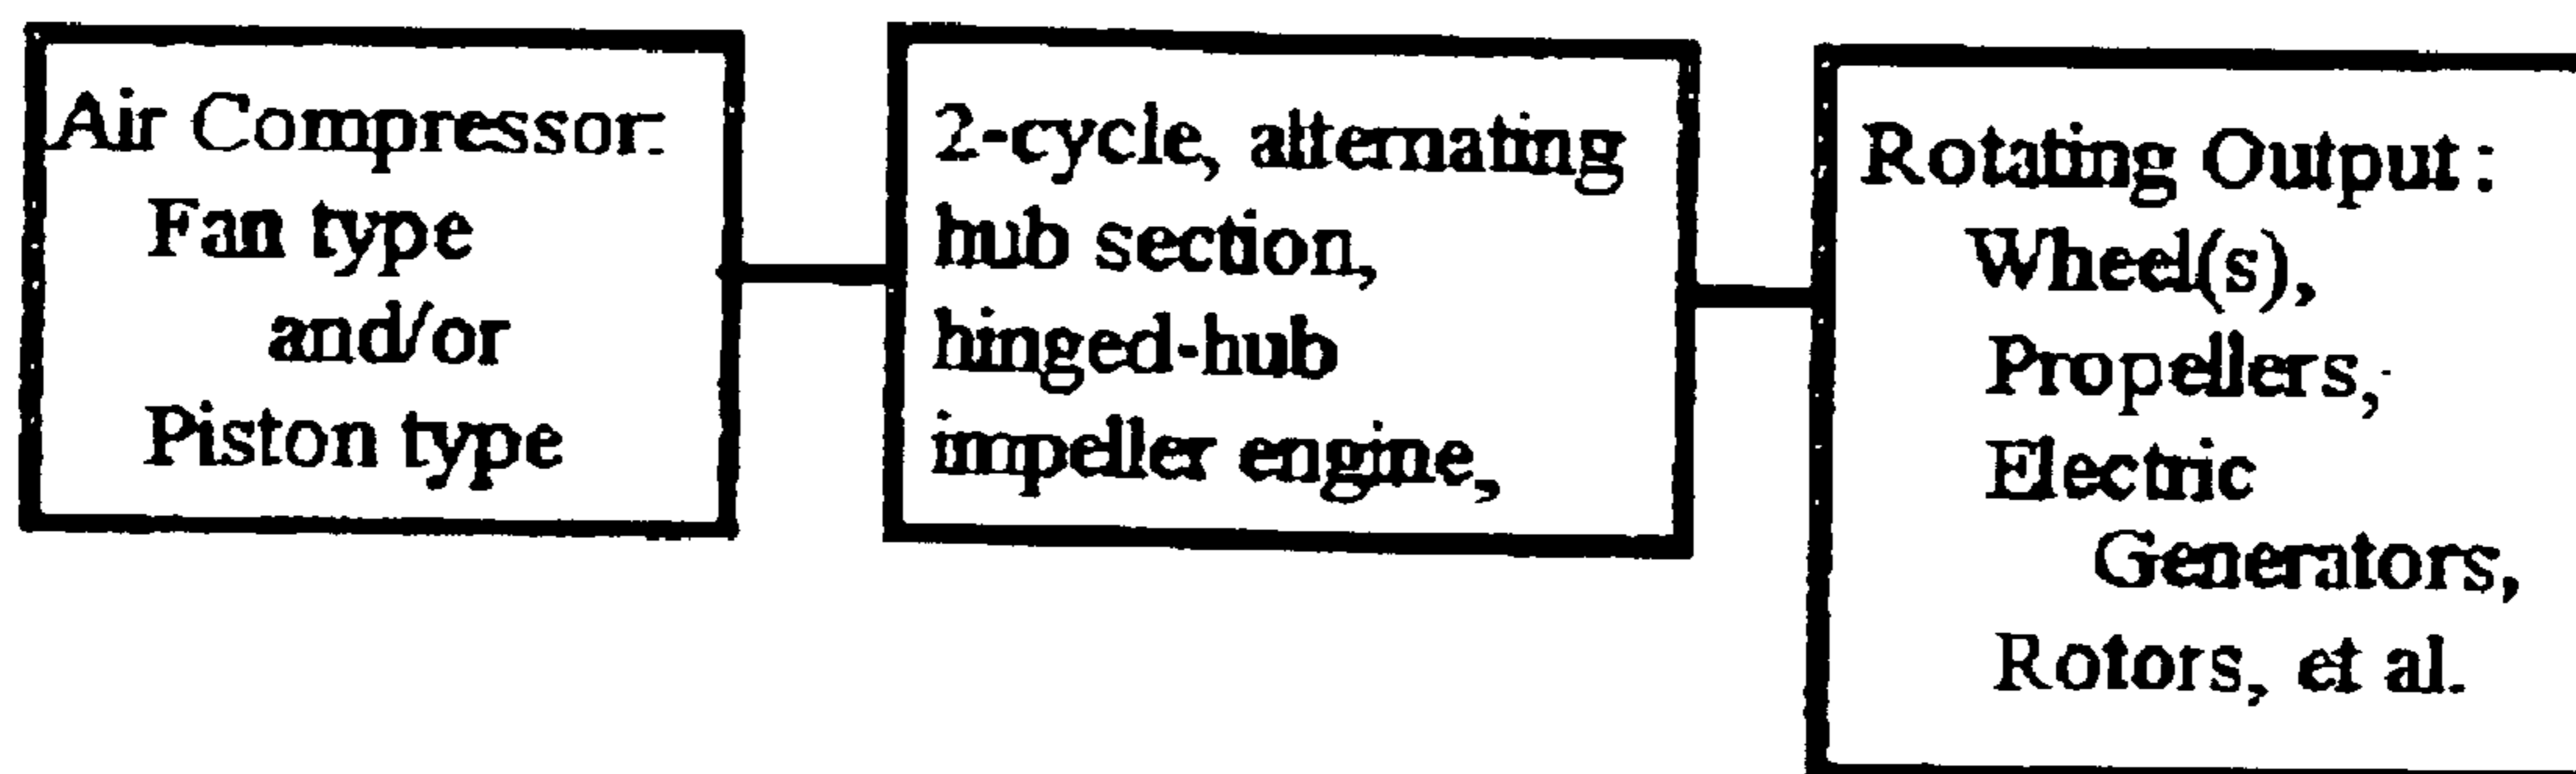 Air Compressor:
Fan type
and/or
Piston type
2-cycle, alternating
hub section,
hinged-hub
impeller engine,
Rotating Output :
Wheel(s),
Propellers,
Electric
Generators,
Rotors, et al.